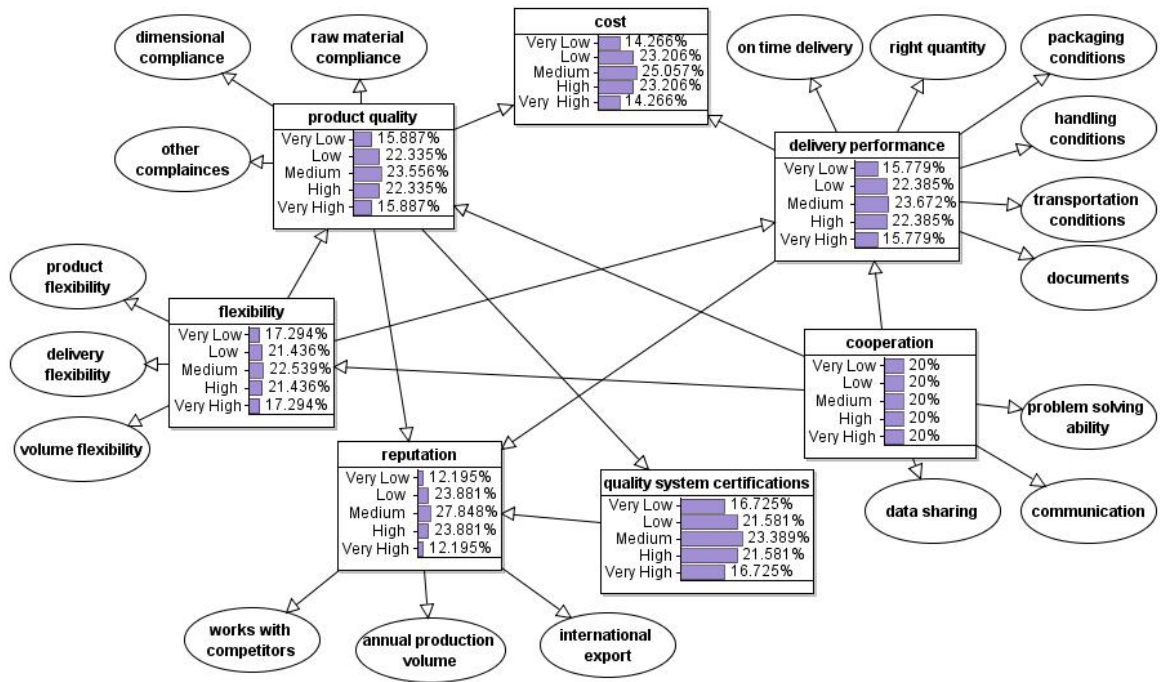 dimensional
compliance
raw material
compliance
other
complainces
product quality
Very Low 15.887%
Low 22.335%
Medium 23.556%
High 22.335%
Very High 15.887%
cost
Very Low 14.266%
Low 23.206%
Medium 25.057%
High 23.206%
Very High 14.266%
on time delivery
right quantity
packaging
conditions
handling
conditions
transportation
conditions
documents
delivery performance
Very Low 15.779%
Low 22.385%
Medium 23.672%
High 22.385%
Very High 15.779%
product
flexibility
delivery
flexibility
volume flexibility
flexibility
Very Low 17.294%
Low 21.436%
Medium 22.539%
High 21.436%
Very High 17.294%
cooperation
Very Low 20%
Low 20%
Medium 20%
High 20%
Very High 20%
problem solving
ability
data sharing
communication
reputation
Very Low 12.195%
Low 23.881%
Medium 27.848%
High 23.881%
Very High 12.195%
quality system certifications
Very Low 16.725%
Low 21.581%
Medium 23.389%
High 21.581%
Very High 16.725%
works with
competitors
annual production
volume
international
export